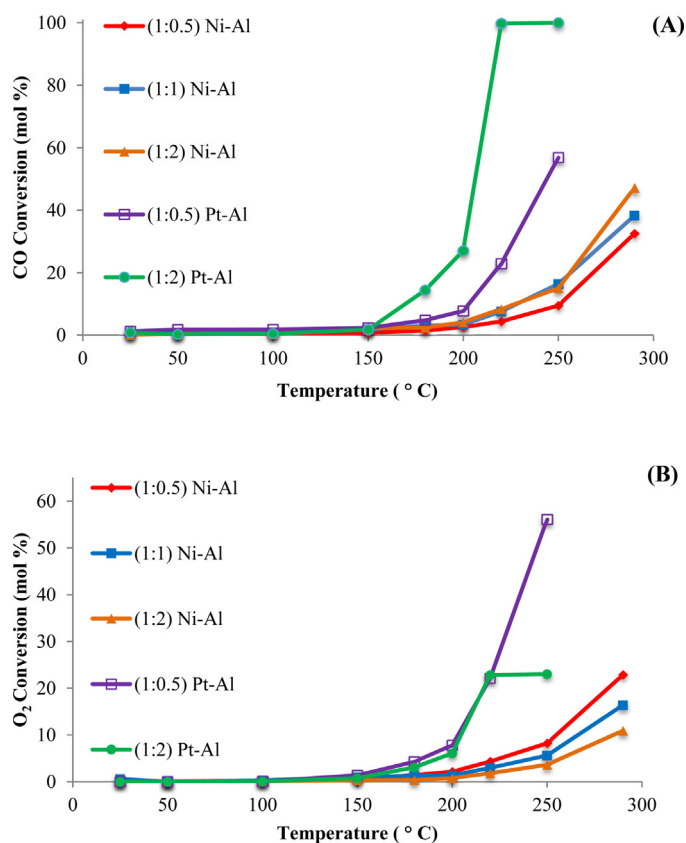 (A)
100
80
60
40
20
0
CO Conversion (mol %)
(1:0.5) Ni-Al
(1:1) Ni-Al
(1:2) Ni-Al
(1:0.5) Pt-Al
(1:2) Pt-Al
0 50 100 150 200 250 300
Temperature ( ° C)
(B)
60
50
40
30
20
10
0
O₂ Conversion (mol %)
(1:0.5) Ni-Al
(1:1) Ni-Al
(1:2) Ni-Al
(1:0.5) Pt-Al
(1:2) Pt-Al
0 50 100 150 200 250 300
Temperature ( ° C)